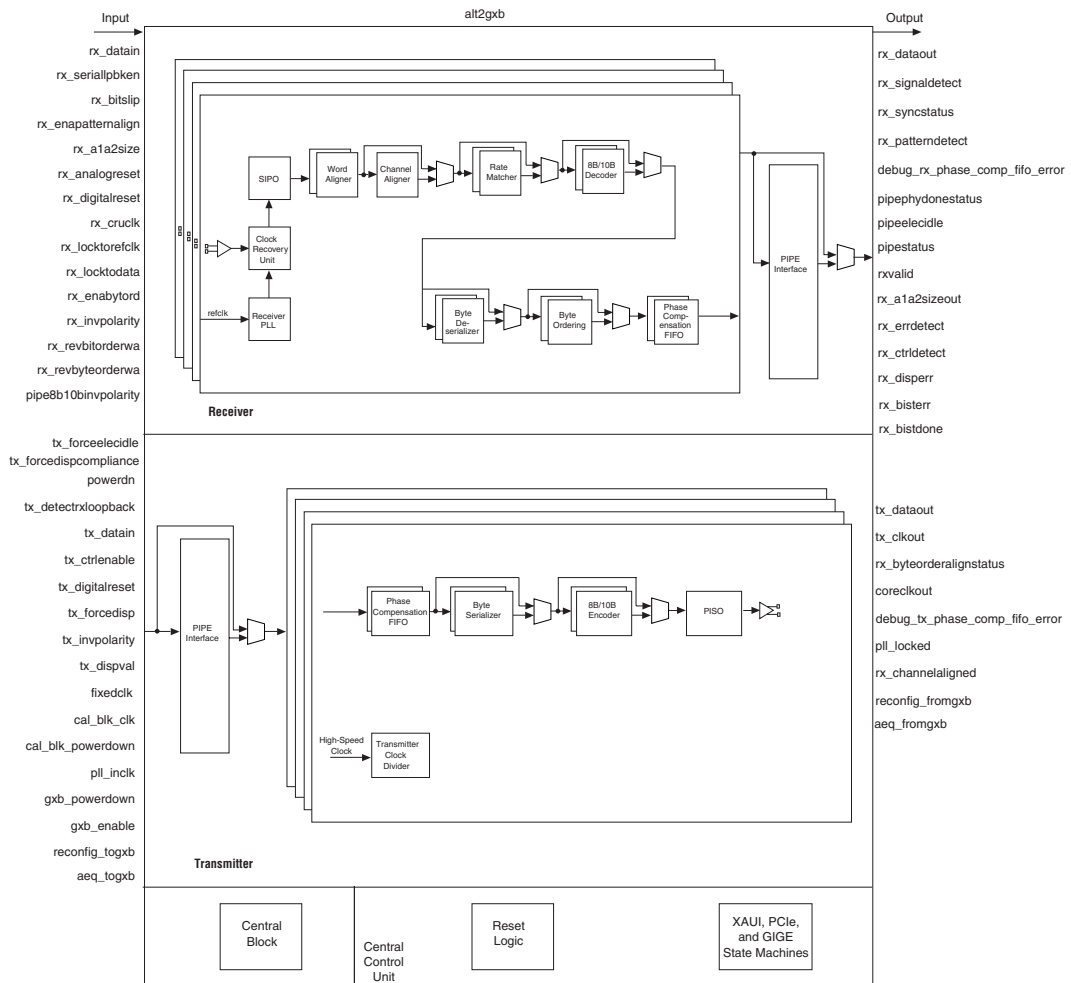 alt2gxb
Input
Output
rx_datain
rx_seriallpbken
rx_bitslip
rx_enapatternalign
rx_a1a2size
rx_analogreset
rx_digitalreset
rx_cruclk
rx_locktorefclk
rx_locktodata
rx_enabytord
rx_invpolarity
rx_revbitorderwa
rx_revbyteorderwa
pipe8b10binvpolarity
SIPO
Word
Aligner
Channel
Aligner
Rate
Matcher
8B/10B
Decoder
Clock
Recovery
Unit
refclk
Receiver
PLL
Byte
De-
serializer
Byte
Ordering
Phase
Comp-
ensation
FIFO
PIPE
Interface
Receiver
rx_dataout
rx_signaldetect
rx_syncstatus
rx_patterndetect
debug_rx_phase_comp_fifo_error
pipephydonestatus
pipeelecidle
pipestatus
rxvalid
rx_a1a2sizeout
rx_errdetect
rx_ctrldetect
rx_disperr
rx_bisterr
rx_bistdone
tx_forceelecidle
tx_forcedispcompliance
powerdn
tx_detectrxloopback
tx_datain
tx_ctrlenable
tx_digitalreset
tx_forcedisp
tx_invpolarity
tx_dispval
fixedclk
cal_blk_clk
cal_blk_powerdown
pll_inclk
gxb_powerdown
gxb_enable
reconfig_togxb
aeq_togxb
PIPE
Interface
Phase
Compensation
FIFO
Byte
Serializer
8B/10B
Encoder
PISO
High-Speed
Clock
Transmitter
Clock
Divider
Transmitter
tx_dataout
tx_clkout
rx_byteorderalignstatus
coreclkout
debug_tx_phase_comp_fifo_error
pll_locked
rx_channelaligned
reconfig_fromgxb
aeq_fromgxb
Central
Block
Central
Control
Unit
Reset
Logic
XAUI, PCIe,
and GIGE
State Machines